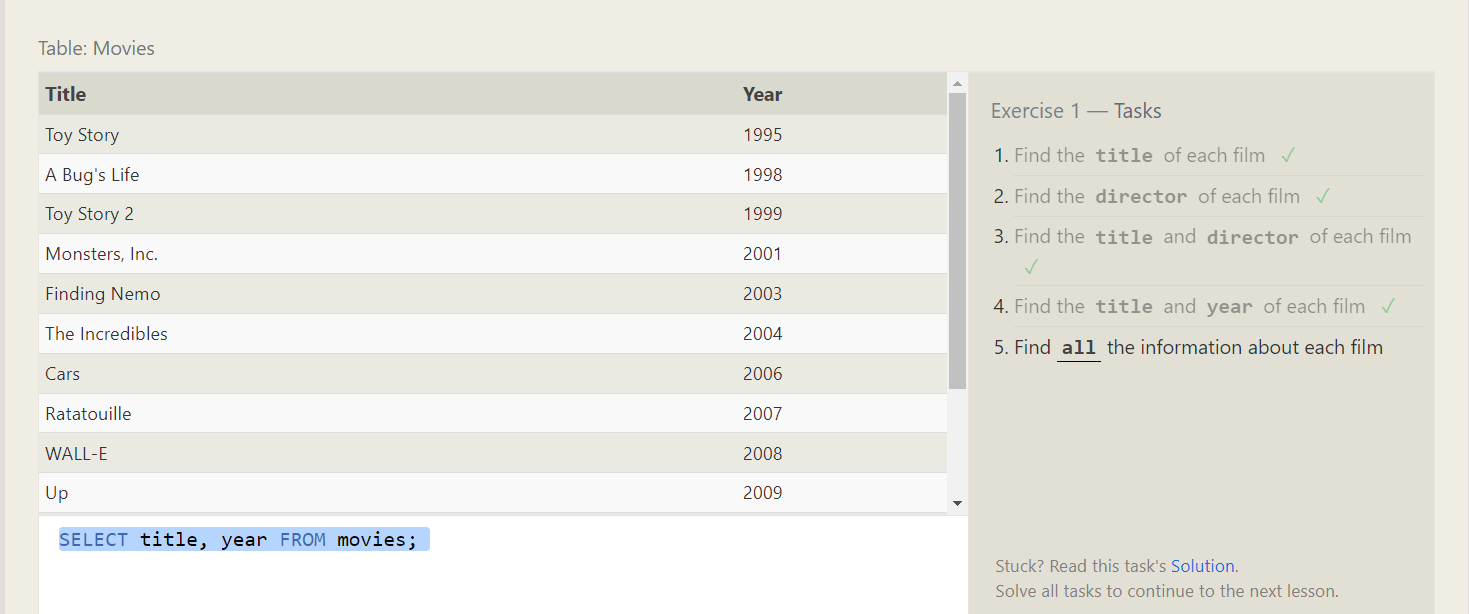 Table: Movies
Title Year
Toy Story 1995
A Bug's Life 1998
Toy Story 2 1999
Monsters, Inc. 2001
Finding Nemo 2003
The Incredibles 2004
Cars 2006
Ratatouille 2007
WALL-E 2008
Up 2009
SELECT title, year FROM movies;
Exercise 1 — Tasks
1. Find the title of each film ✓
2. Find the director of each film ✓
3. Find the title and director of each film
✓
4. Find the title and year of each film ✓
5. Find all the information about each film
Stuck? Read this task's Solution.
Solve all tasks to continue to the next lesson.